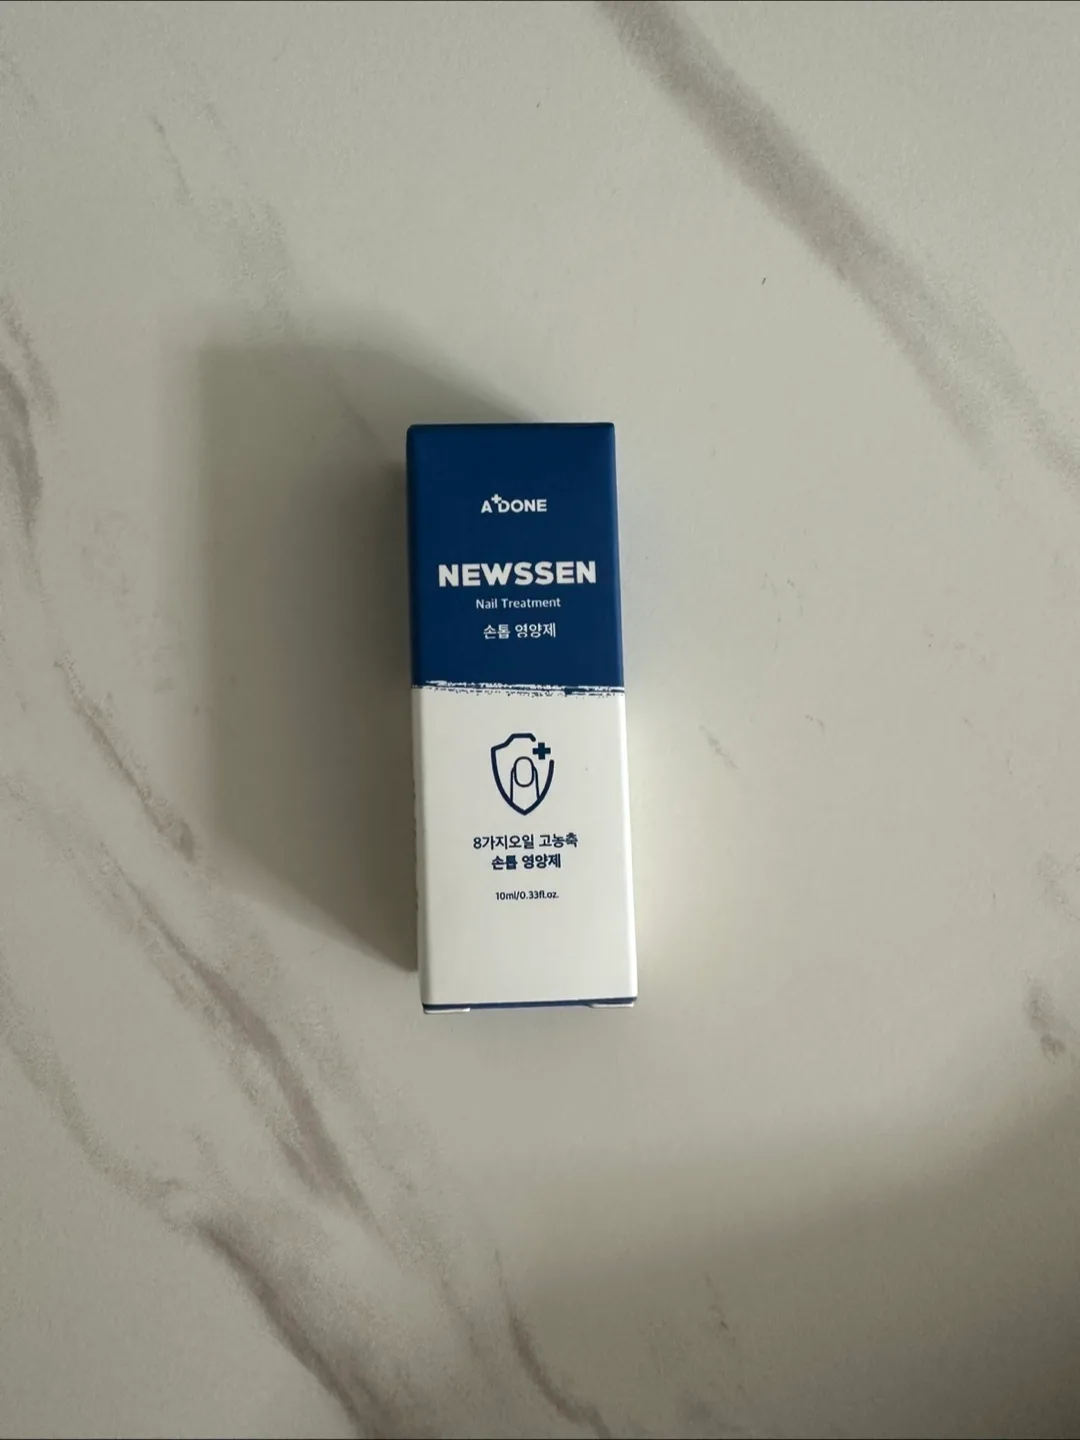 A+DONE
NEWSSEN
Nail Treatment
손톱 영양제
8가지오일 고농축
손톱 영양제
10ml/0.33fl.oz.